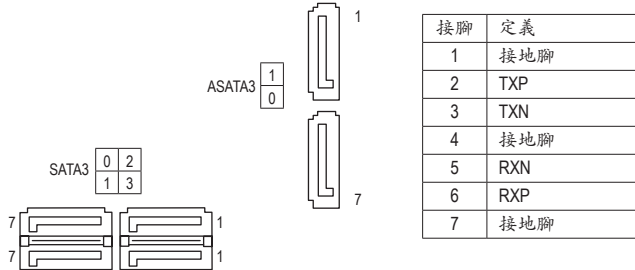 1
ASATA3
1
0
7
SATA3
0 2
1 3
7 1
7 1
接腳 定義
1 接地腳
2 TXP
3 TXN
4 接地腳
5 RXN
6 RXP
7 接地腳